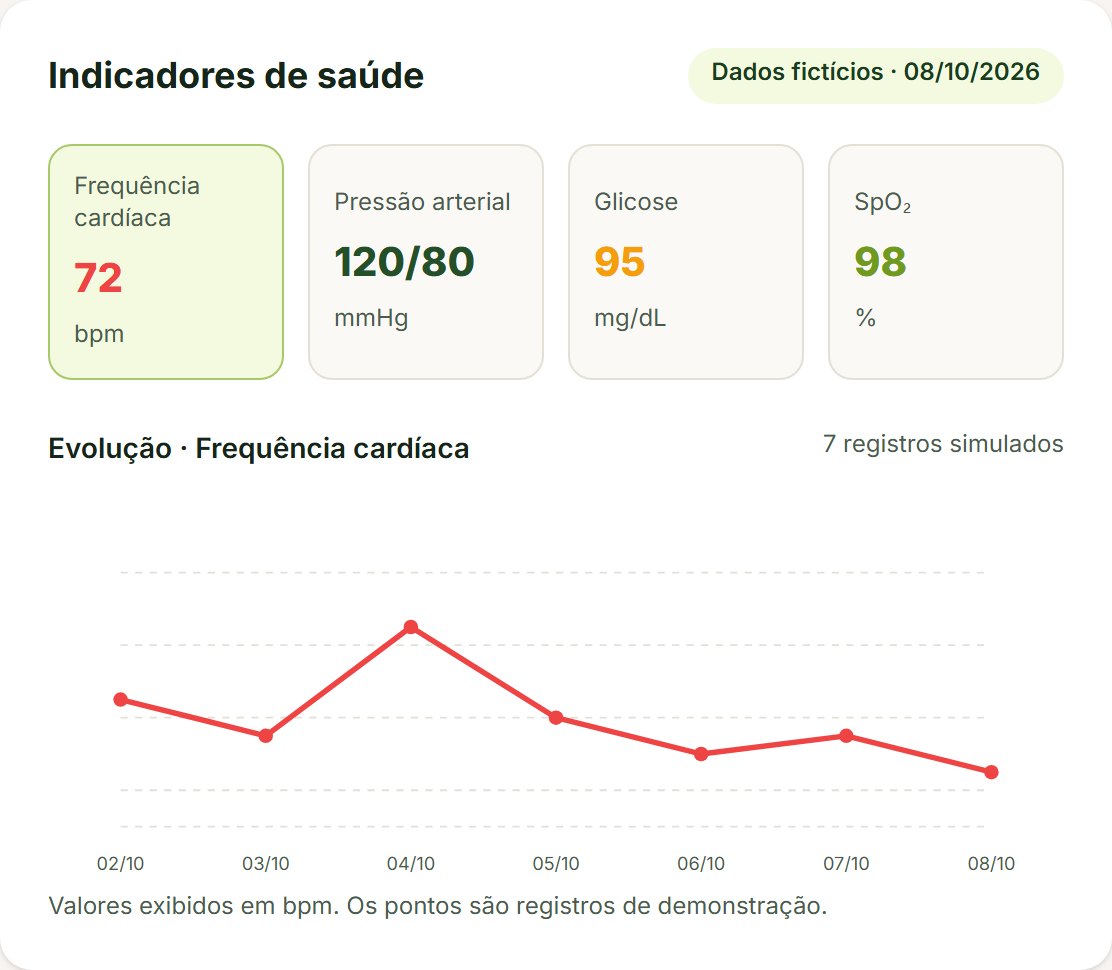 Indicadores de saúde
Dados fictícios · 08/10/2026
Frequência
cardíaca
72
bpm
Pressão arterial
120/80
mmHg
Glicose
95
mg/dL
SpO₂
98
%
Evolução · Frequência cardíaca
7 registros simulados
02/10
03/10
04/10
05/10
06/10
07/10
08/10
Valores exibidos em bpm. Os pontos são registros de demonstração.